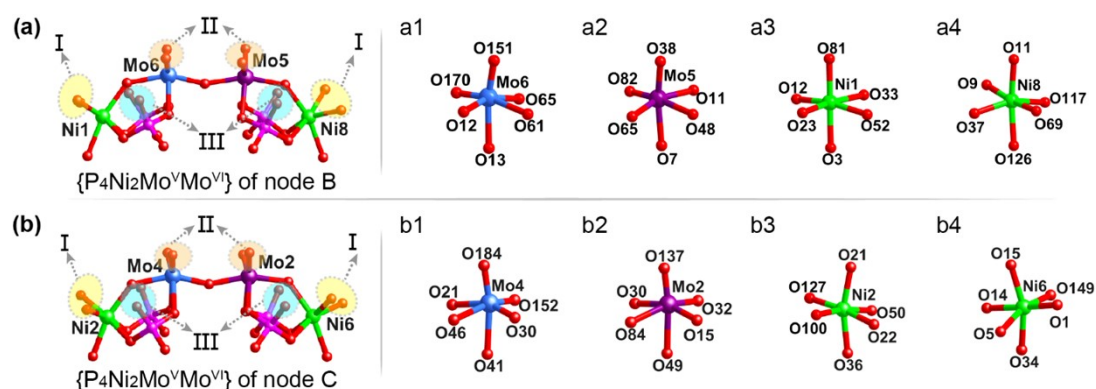 (a)
II
I
I
Mo6
Mo5
Ni1
Ni8
III
{P₄Ni₂MoⱽMoⱽᴵ} of node B
a1
O151
O170
Mo6
O65
O12
O61
O13
a2
O38
O82
Mo5
O11
O65
O48
O7
a3
O81
Ni1
O12
O33
O23
O52
O3
a4
O11
O9
Ni8
O117
O37
O69
O126
(b)
II
I
I
Mo4
Mo2
Ni2
Ni6
III
{P₄Ni₂MoⱽMoⱽᴵ} of node C
b1
O184
Mo4
O21
O152
O46
O30
O41
b2
O137
Mo2
O30
O32
O84
O15
O49
b3
O21
O127
Ni2
O50
O100
O22
O36
b4
O15
Ni6
O149
O14
O1
O5
O34